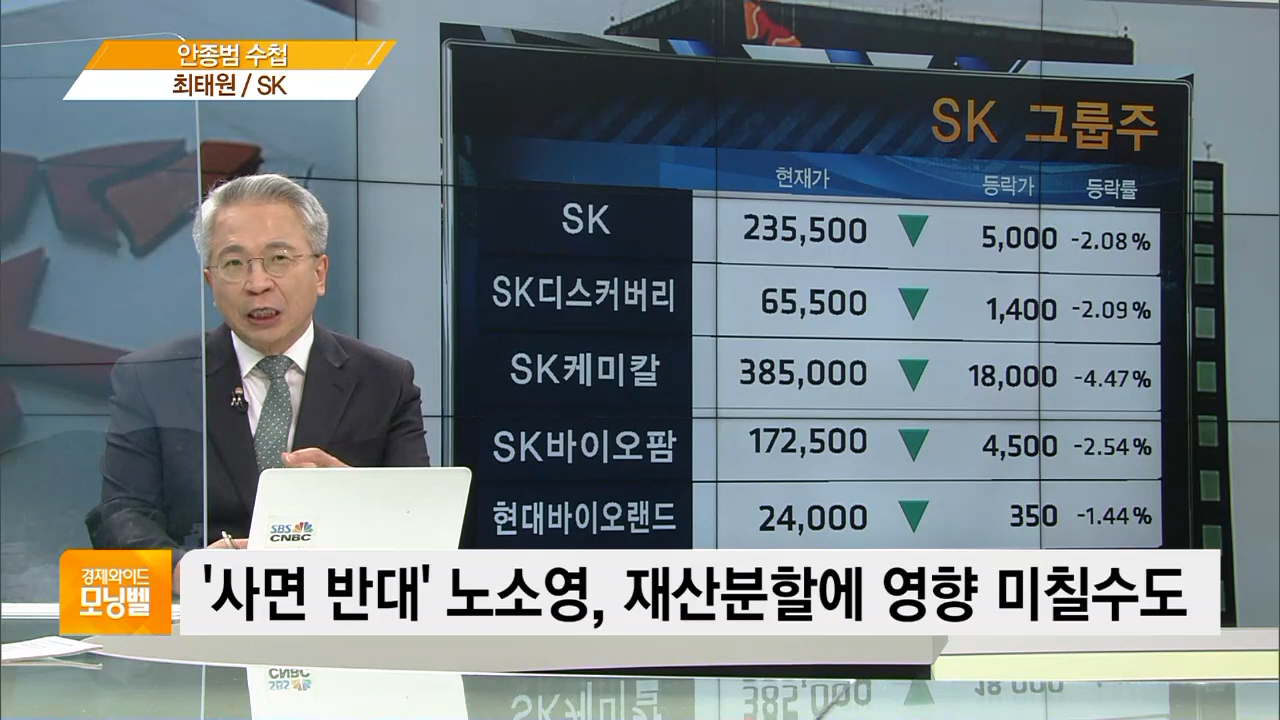 안종범 수첩
최태원 / SK
SK 그룹주
현재가 등락가 등락률
SK 235,500 ▼ 5,000 -2.08%
SK디스커버리 65,500 ▼ 1,400 -2.09%
SK케미칼 385,000 ▼ 18,000 -4.47%
SK바이오팜 172,500 ▼ 4,500 -2.54%
현대바이오랜드 24,000 ▼ 350 -1.44%
SBS
CNBC
경제와이드
모닝벨
'사면 반대' 노소영, 재산분할에 영향 미칠수도